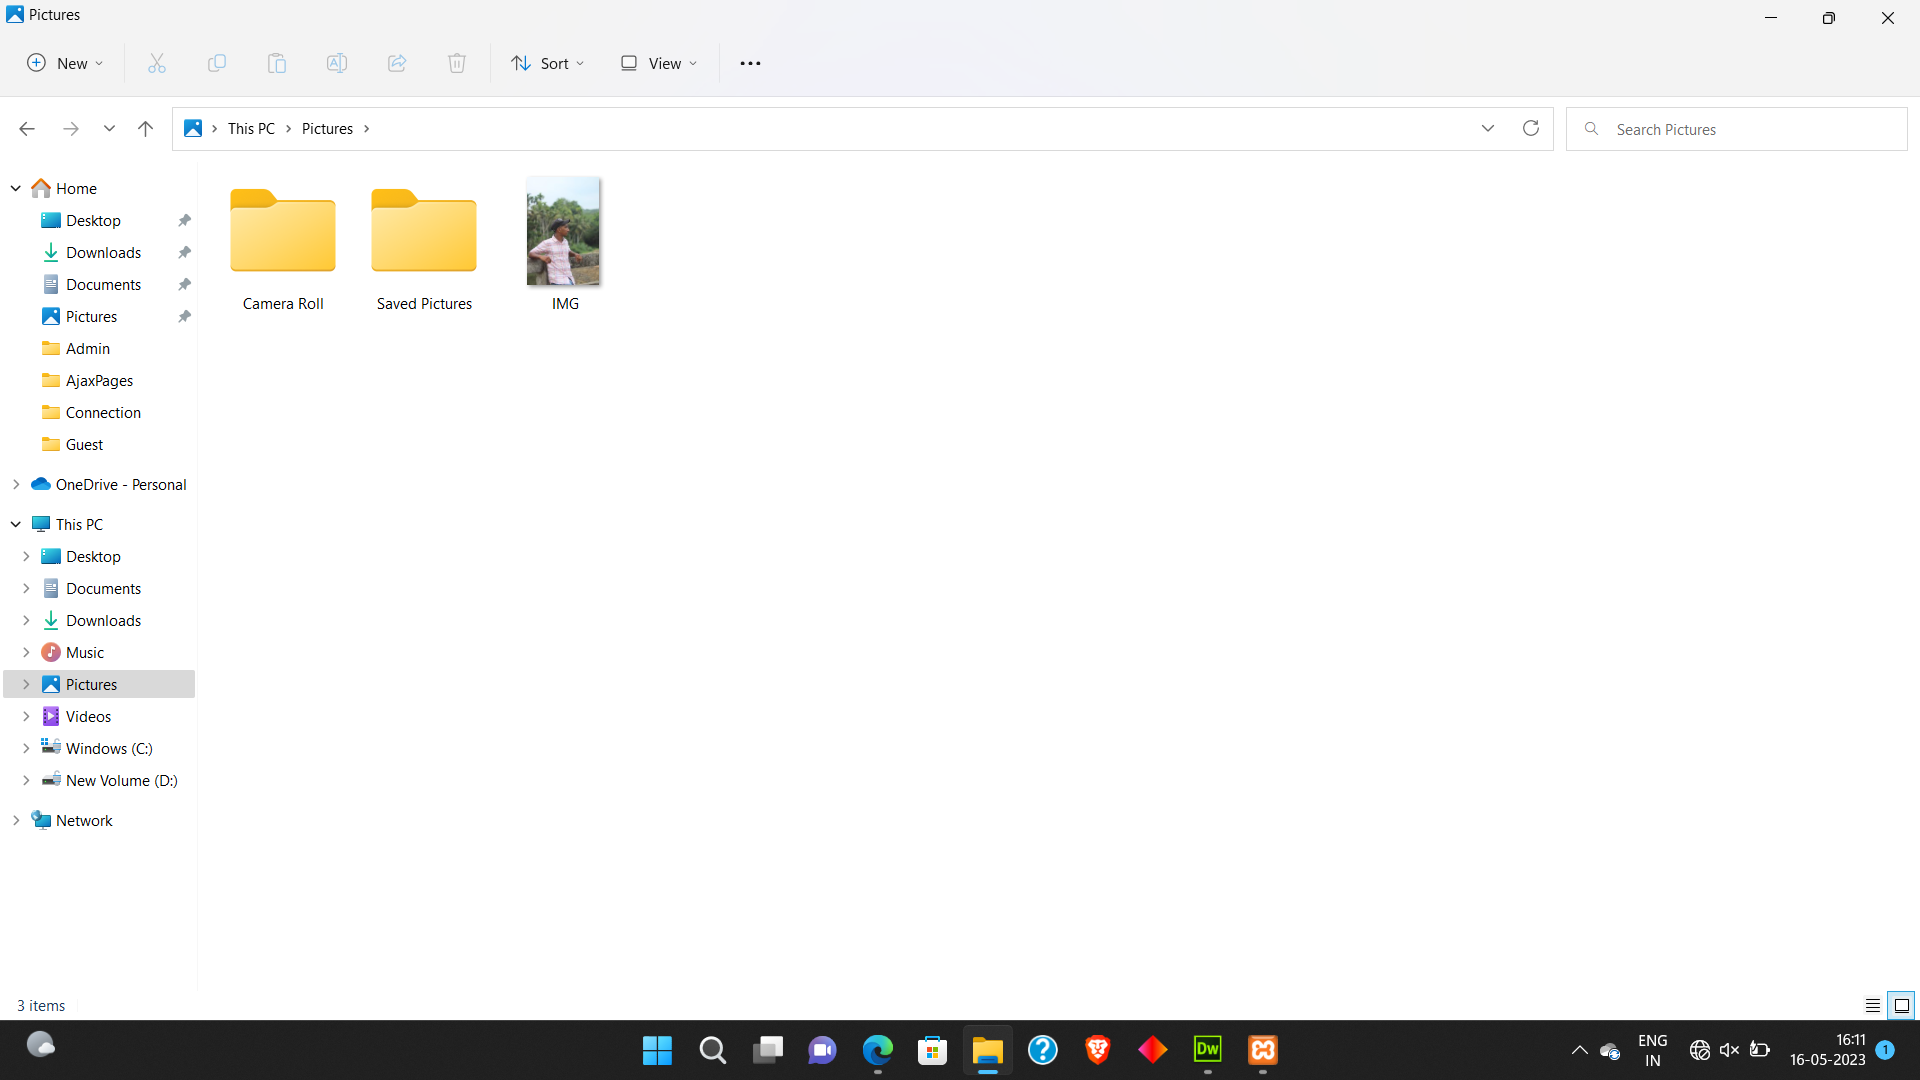 Pictures
New
Sort
View
This PC
Pictures
Search Pictures
Home
Desktop
Downloads
Documents
Pictures
Admin
AjaxPages
Connection
Guest
OneDrive - Personal
This PC
Desktop
Documents
Downloads
Music
Pictures
Videos
Windows (C:)
New Volume (D:)
Network
Camera Roll
Saved Pictures
IMG
3 items
Dw
ENG
IN
16:11
16-05-2023
1